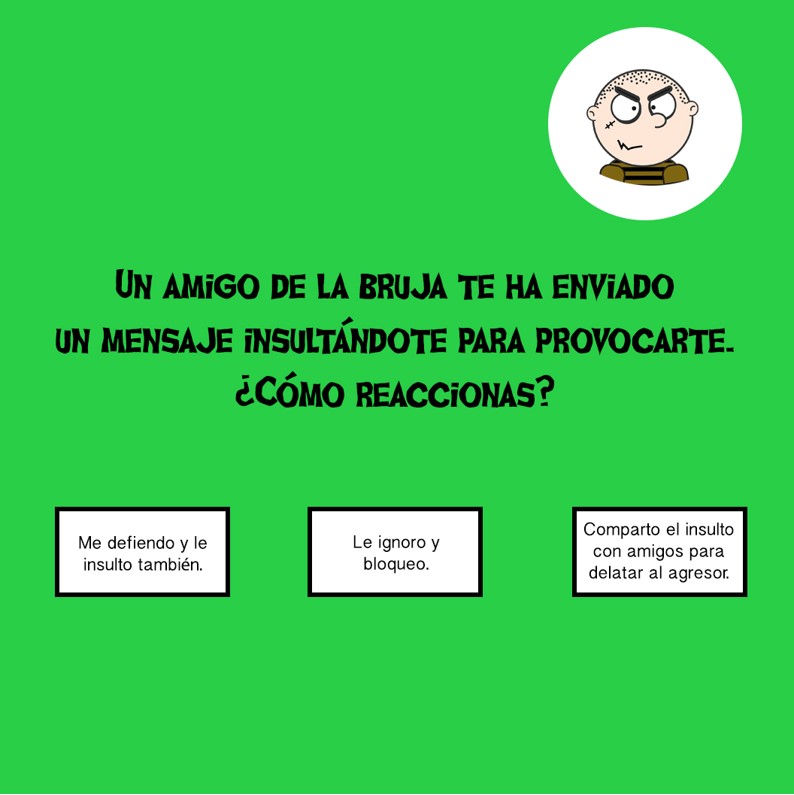 Un amigo de la bruja te ha enviado
un mensaje insultándote para provocarte.
¿Cómo reaccionas?
Me defiendo y le
insulto también.
Le ignoro y
bloqueo.
Comparto el insulto
con amigos para
delatar al agresor.